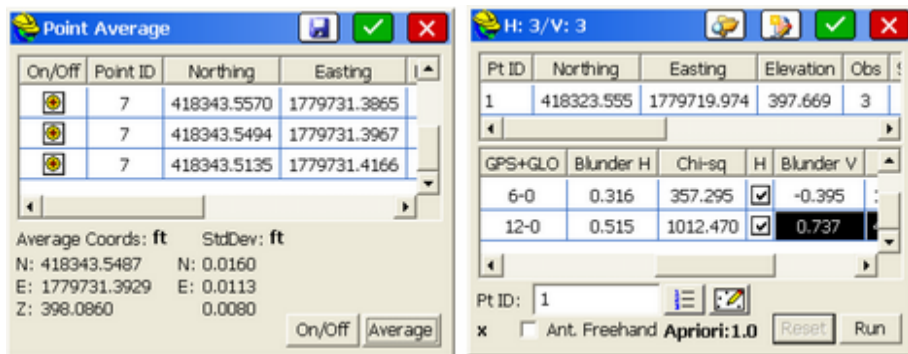 Point Average
On/Off Point ID Northing Easting
7 418343.5570 1779731.3865
7 418343.5494 1779731.3967
7 418343.5135 1779731.4166
Average Coords: ft StdDev: ft
N: 418343.5487 N: 0.0160
E: 1779731.3929 E: 0.0113
Z: 398.0860 0.0080
On/Off Average
H: 3/V: 3
Pt ID Northing Easting Elevation Obs
1 418323.555 1779719.974 397.669 3
GPS+GLO Blunder H Chi-sq H Blunder V
6-0 0.316 357.295 -0.395
12-0 0.515 1012.470 0.737
Pt ID: 1
x Ant. Freehand Apriori:1.0 Reset Run